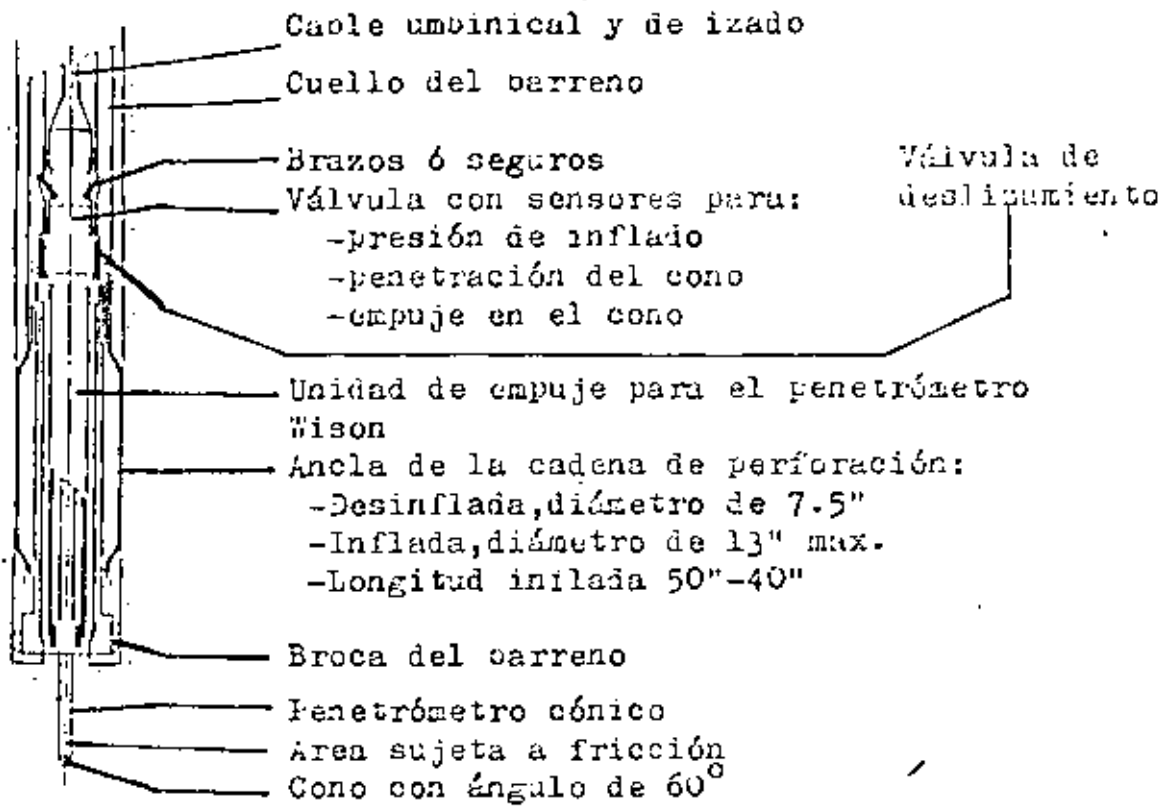 Cable umbinical y de izado
Cuello del barreno
Brazos ó seguros
Válvula con sensores para:
-presión de inflado
-penetración del cono
-empuje en el cono
Válvula de
deslizamiento
Unidad de empuje para el penetrómetro
Wison
Ancla de la cadena de perforación:
-Desinflada,diámetro de 7.5"
-Inflada,diámetro de 13" max.
-Longitud inflada 50"-40"
Broca del barreno
Penetrómetro cónico
Area sujeta a fricción
Cono con ángulo de 60°